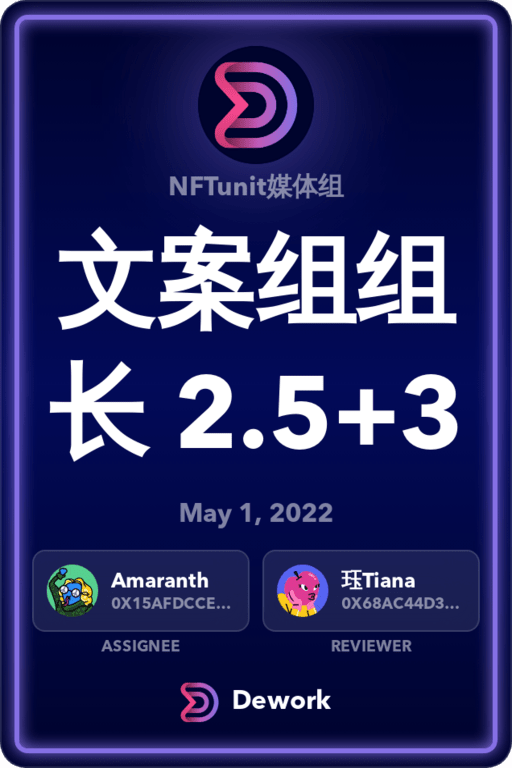 NFTunit媒体组
文案组组
长 2.5+3
May 1, 2022
Amaranth
0X15AFDCCE...
珏Tiana
0X68AC44D3...
ASSIGNEE
REVIEWER
Dework